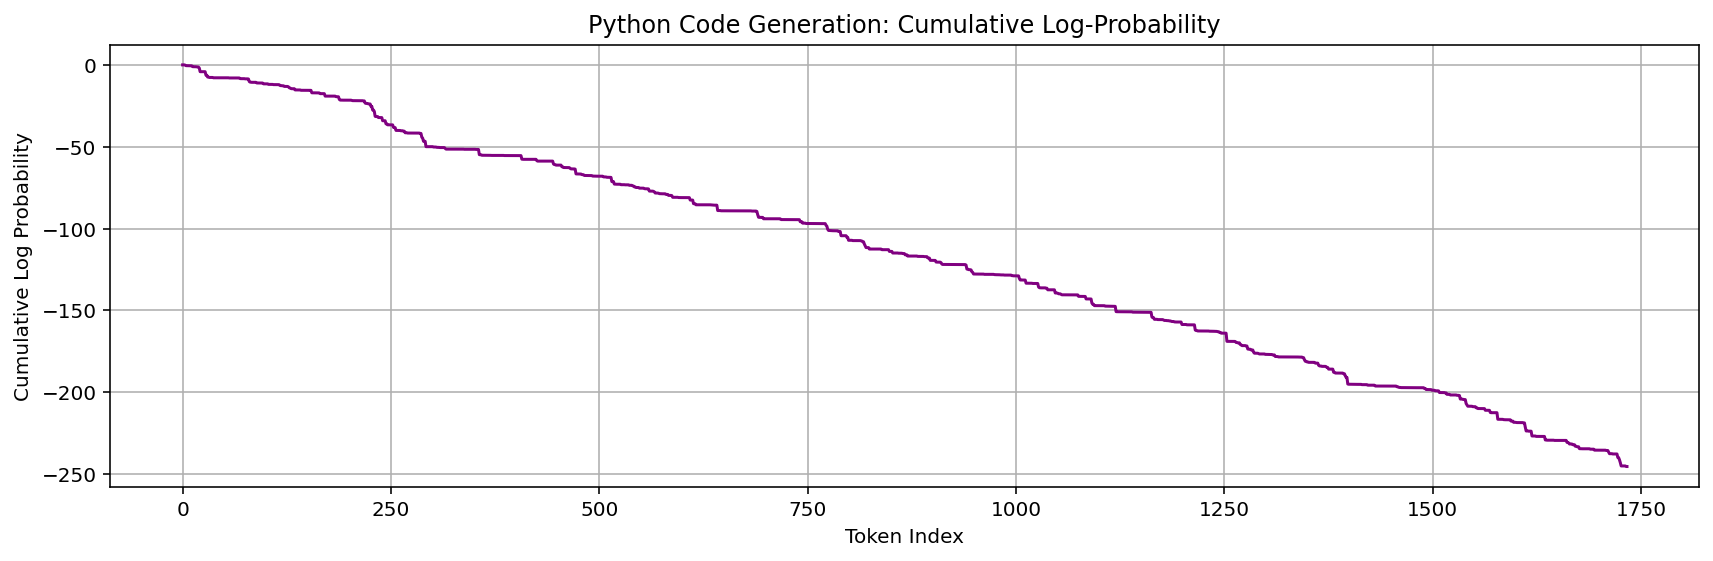 Python Code Generation: Cumulative Log-Probability
Cumulative Log Probability
0
−50
−100
−150
−200
−250
0 250 500 750 1000 1250 1500 1750
Token Index